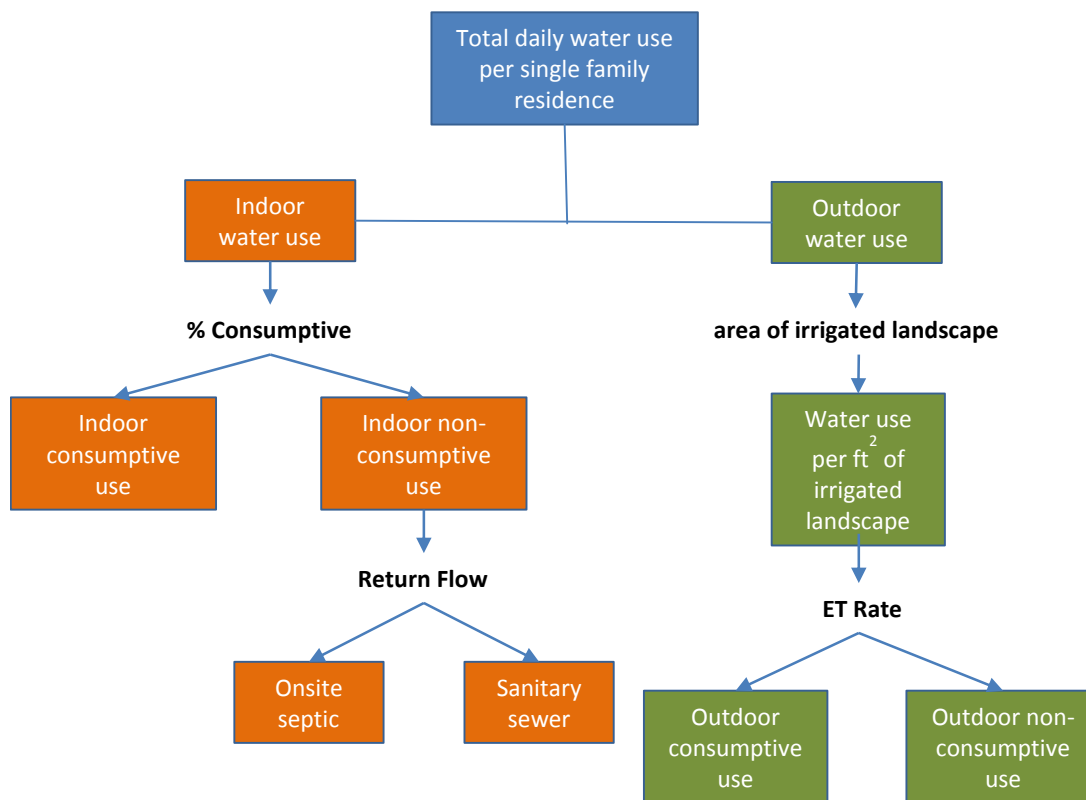 Total daily water use
per single family
residence
Indoor
water use
Outdoor
water use
% Consumptive
area of irrigated landscape
Indoor
consumptive
use
Indoor non-
consumptive
use
Water use
per ft²  of
irrigated
landscape
Return Flow
ET Rate
Onsite
septic
Sanitary
sewer
Outdoor
consumptive
use
Outdoor non-
consumptive
use